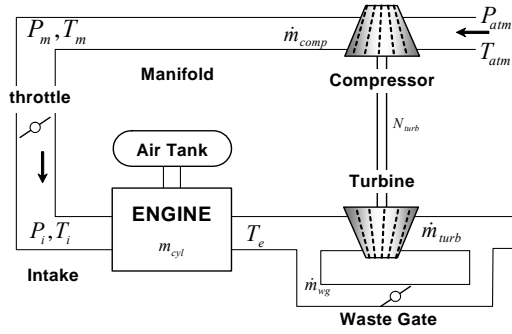 P_m, T_m
ṁ_comp
P_atm
T_atm
Manifold
Compressor
throttle
N_turb
Air Tank
Turbine
ENGINE
P_i, T_i
m_cyl
T_e
ṁ_turb
Intake
ṁ_wg
Waste Gate